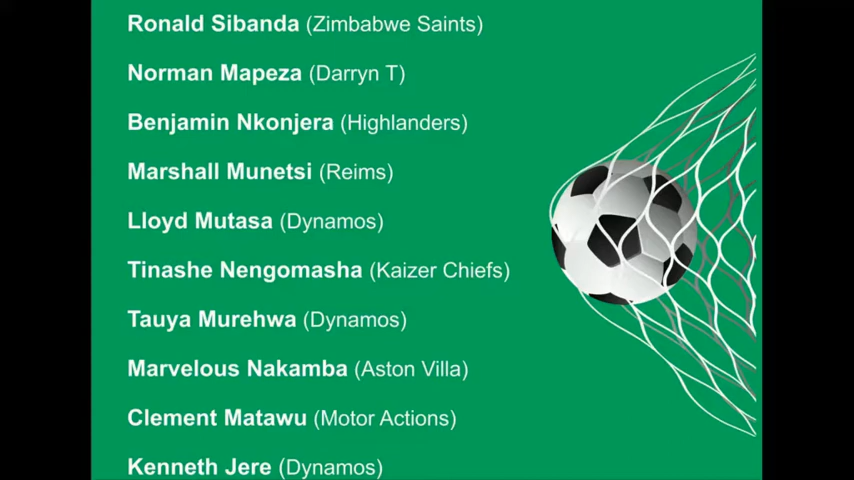 Ronald Sibanda (Zimbabwe Saints)
Norman Mapeza (Darryn T)
Benjamin Nkonjera (Highlanders)
Marshall Munetsi (Reims)
Lloyd Mutasa (Dynamos)
Tinashe Nengomasha (Kaizer Chiefs)
Tauya Murehwa (Dynamos)
Marvelous Nakamba (Aston Villa)
Clement Matawu (Motor Actions)
Kenneth Jere (Dynamos)